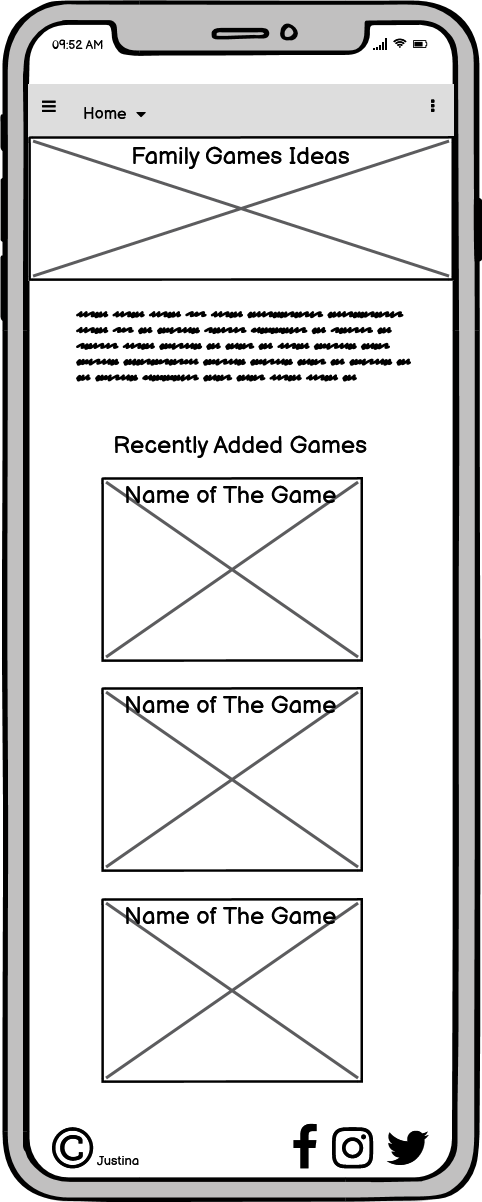 09:52 AM
Home
Family Games Ideas
Recently Added Games
Name of The Game
Name of The Game
Name of The Game
© Justina